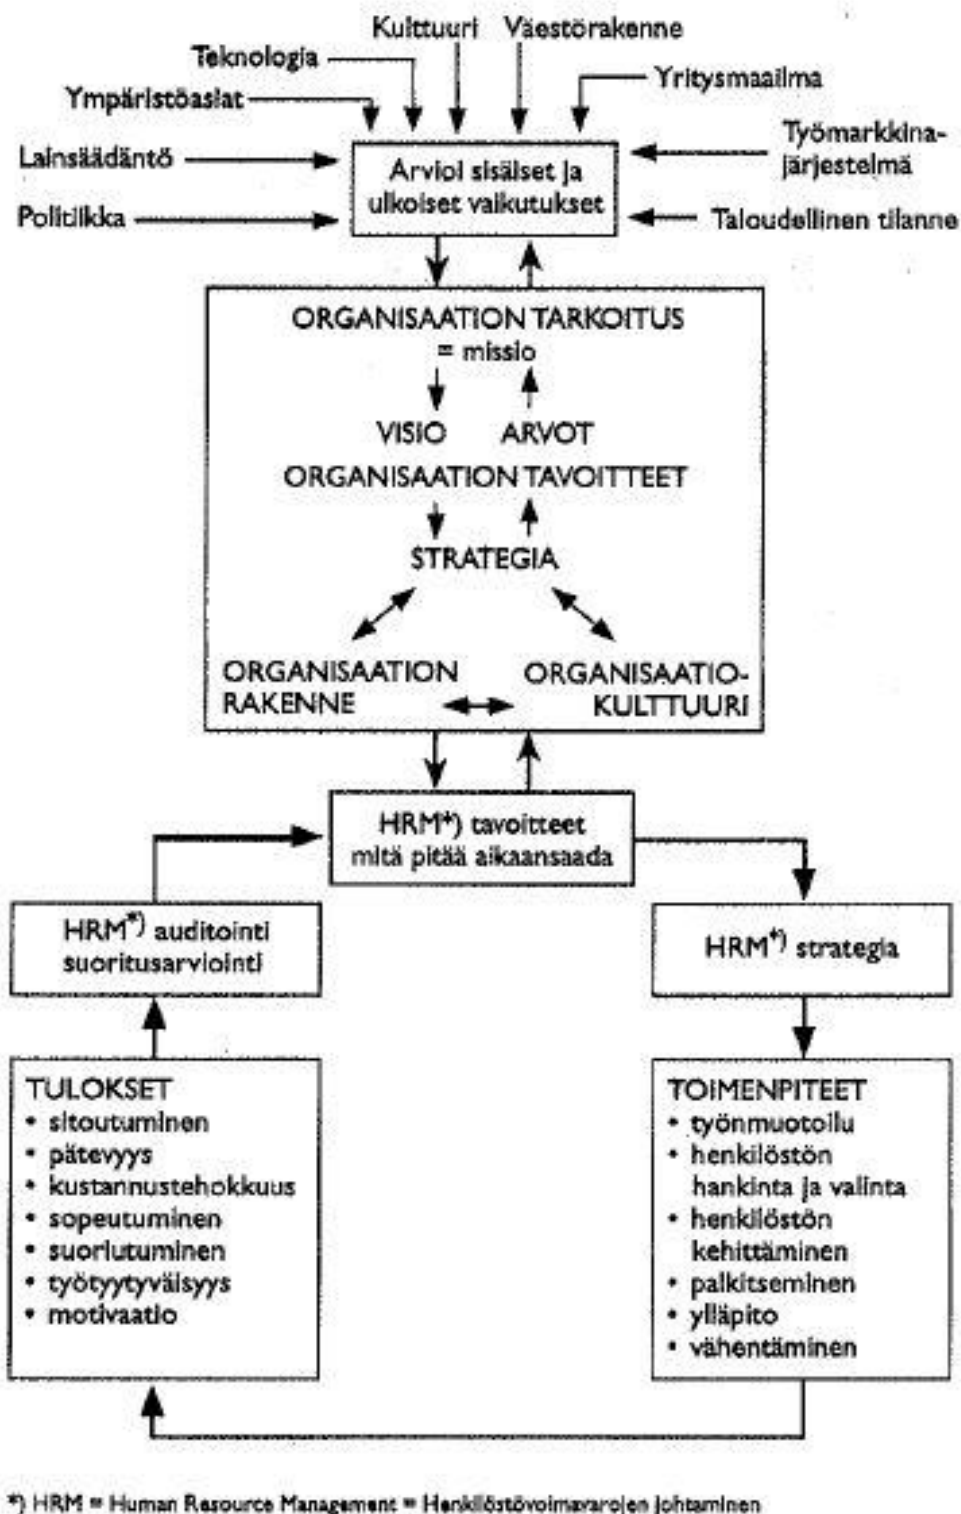 Kulttuuri Väestörakenne
Teknologia
Yritysmaailma
Ympäristöasiat
Työmarkkina-
järjestelmä
Lainsäädäntö
Arvioi sisäiset ja
ulkoiset vaikutukset
Politiikka
Taloudellinen tilanne
ORGANISAATION TARKOITUS
= missio
VISIO ARVOT
ORGANISAATION TAVOITTEET
STRATEGIA
ORGANISAATION
RAKENNE
ORGANISAATIO-
KULTTUURI
HRM*) tavoitteet
mitä pitää aikaansaada
HRM*) auditointi
suoritusarviointi
HRM*) strategia
TULOKSET
• sitoutuminen
• pätevyys
• kustannustehokkuus
• sopeutuminen
• suoriutuminen
• työtyytyväisyys
• motivaatio
TOIMENPITEET
• työnmuotoilu
• henkilöstön
hankinta ja valinta
• henkilöstön
kehittäminen
• palkitseminen
• ylläpito
• vähentäminen
*) HRM = Human Resource Management = Henkilöstövoimavarojen johtaminen